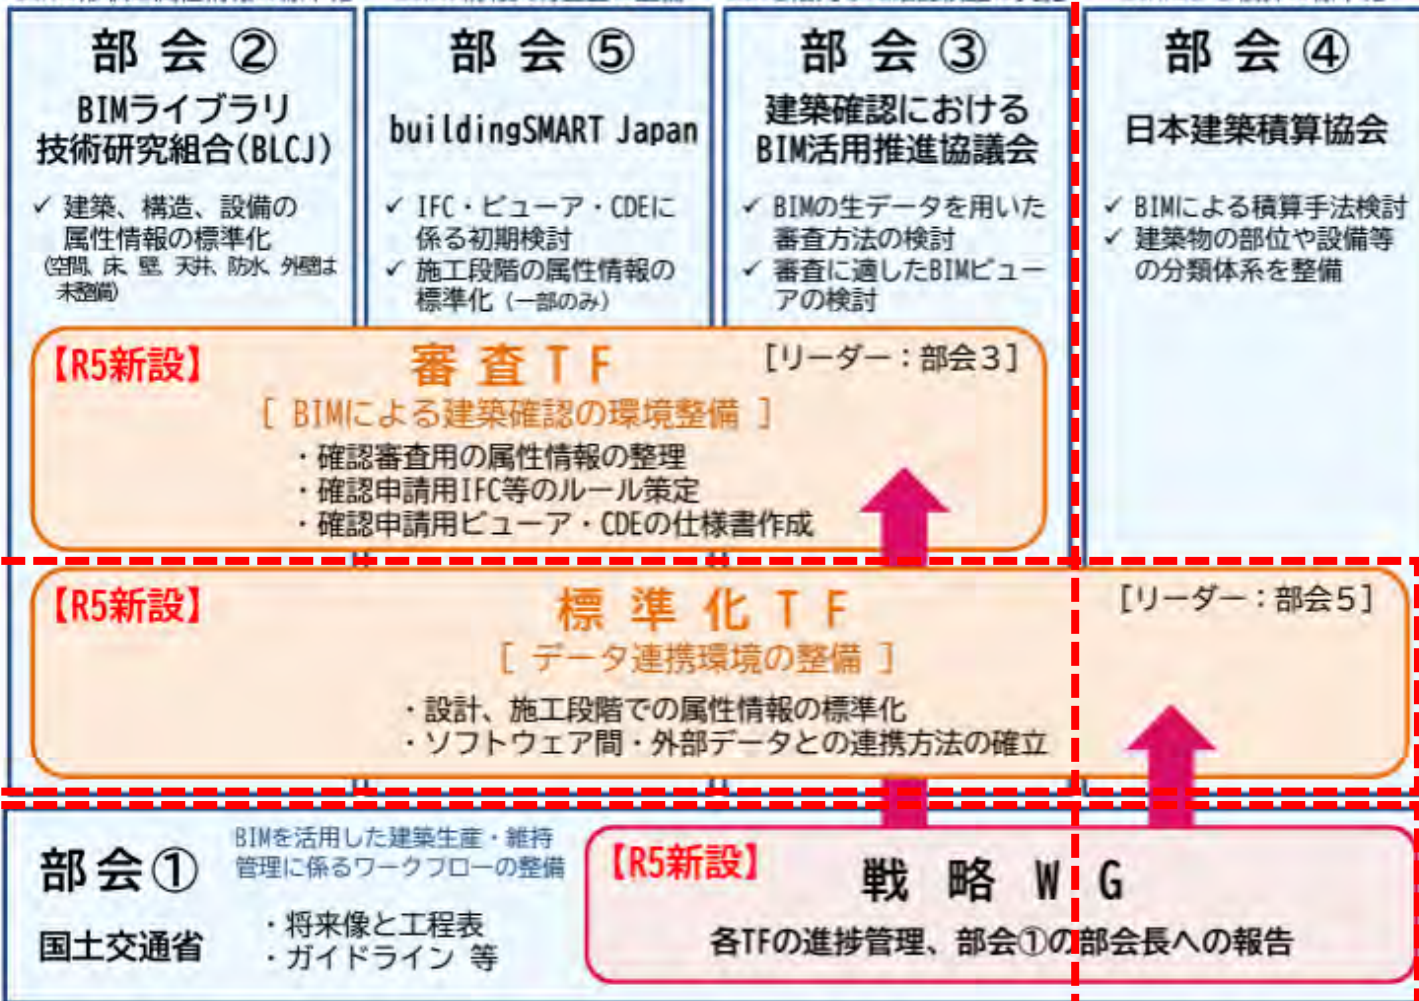 部会②
BIMライブラリ
技術研究組合(BLCJ)
✓ 建築、構造、設備の
属性情報の標準化
(空間、床、壁、天井、防水、外壁は
未整備)
部会⑤
buildingSMART Japan
✓ IFC・ビューア・CDEに
係る初期検討
✓ 施工段階の属性情報の
標準化（一部のみ）
部会③
建築確認における
BIM活用推進協議会
✓ BIMの生データを用いた
審査方法の検討
✓ 審査に適したBIMビュー
アの検討
部会④
日本建築積算協会
✓ BIMによる積算手法検討
✓ 建築物の部位や設備等
の分類体系を整備
【R5新設】
審査TF
[リーダー：部会3]
[ BIMによる建築確認の環境整備 ]
・確認審査用の属性情報の整理
・確認申請用IFC等のルール策定
・確認申請用ビューア・CDEの仕様書作成
【R5新設】
標準化TF
[リーダー：部会5]
[ データ連携環境の整備 ]
・設計、施工段階での属性情報の標準化
・ソフトウェア間・外部データとの連携方法の確立
部会①
国土交通省
BIMを活用した建築生産・維持
管理に係るワークフローの整備
・将来像と工程表
・ガイドライン 等
【R5新設】
戦略WG
各TFの進捗管理、部会①の部会長への報告